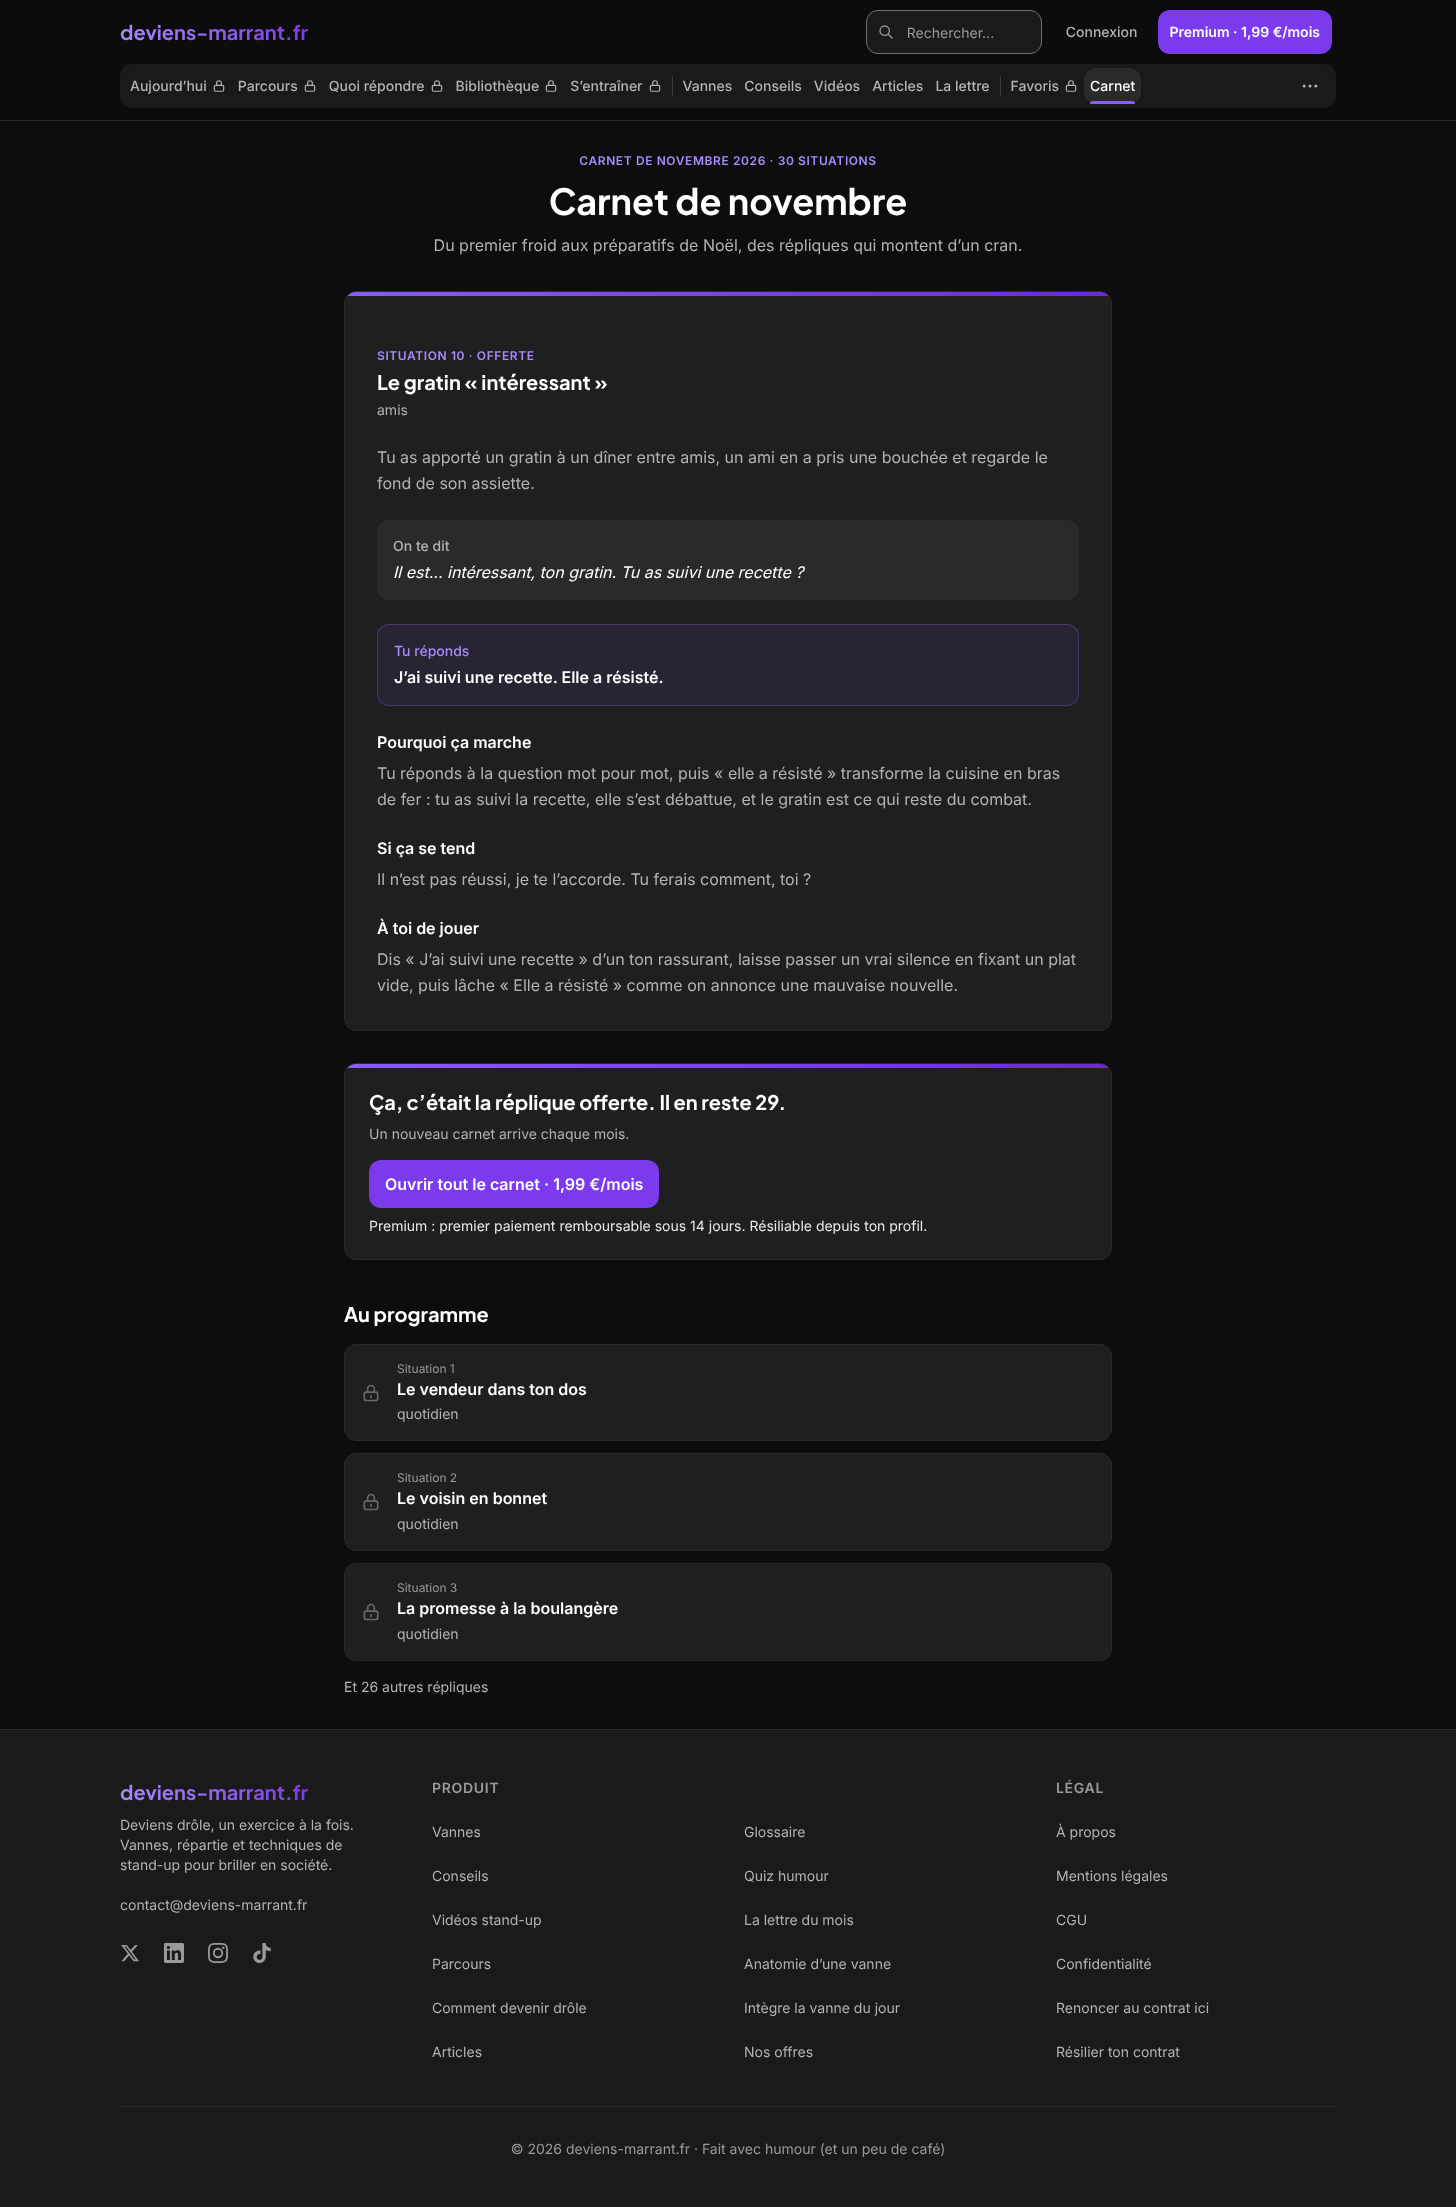 deviens-marrant.fr
Rechercher...
Connexion
Premium · 1,99 €/mois
Aujourd’hui
Parcours
Quoi répondre
Bibliothèque
S’entraîner
Vannes
Conseils
Vidéos
Articles
La lettre
Favoris
Carnet
CARNET DE NOVEMBRE 2026 · 30 SITUATIONS
Carnet de novembre
Du premier froid aux préparatifs de Noël, des répliques qui montent d’un cran.
SITUATION 10 · OFFERTE
Le gratin « intéressant »
amis
Tu as apporté un gratin à un dîner entre amis, un ami en a pris une bouchée et regarde le
fond de son assiette.
On te dit
Il est… intéressant, ton gratin. Tu as suivi une recette ?
Tu réponds
J’ai suivi une recette. Elle a résisté.
Pourquoi ça marche
Tu réponds à la question mot pour mot, puis « elle a résisté » transforme la cuisine en bras
de fer : tu as suivi la recette, elle s’est débattue, et le gratin est ce qui reste du combat.
Si ça se tend
Il n’est pas réussi, je te l’accorde. Tu ferais comment, toi ?
À toi de jouer
Dis « J’ai suivi une recette » d’un ton rassurant, laisse passer un vrai silence en fixant un plat
vide, puis lâche « Elle a résisté » comme on annonce une mauvaise nouvelle.
Ça, c’était la réplique offerte. Il en reste 29.
Un nouveau carnet arrive chaque mois.
Ouvrir tout le carnet · 1,99 €/mois
Premium : premier paiement remboursable sous 14 jours. Résiliable depuis ton profil.
Au programme
Situation 1
Le vendeur dans ton dos
quotidien
Situation 2
Le voisin en bonnet
quotidien
Situation 3
La promesse à la boulangère
quotidien
Et 26 autres répliques
deviens-marrant.fr
Deviens drôle, un exercice à la fois.
Vannes, répartie et techniques de
stand-up pour briller en société.
contact@deviens-marrant.fr
PRODUIT
Vannes
Conseils
Vidéos stand-up
Parcours
Comment devenir drôle
Articles
Glossaire
Quiz humour
La lettre du mois
Anatomie d’une vanne
Intègre la vanne du jour
Nos offres
LÉGAL
À propos
Mentions légales
CGU
Confidentialité
Renoncer au contrat ici
Résilier ton contrat
© 2026 deviens-marrant.fr · Fait avec humour (et un peu de café)